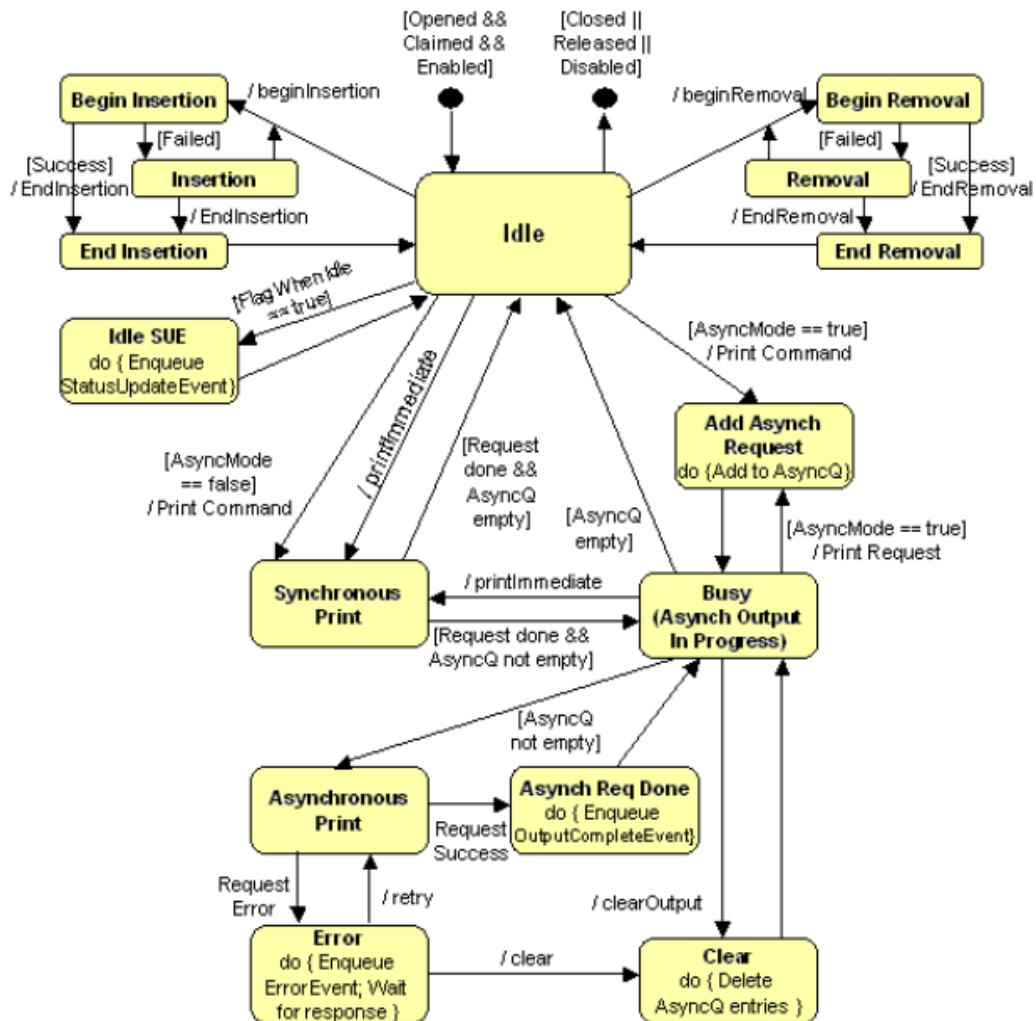 [Opened &&
Claimed &&
Enabled]
[Closed ||
Released ||
Disabled]
Begin Insertion
/ beginInsertion
/ beginRemoval
Begin Removal
[Failed]
[Failed]
[Success]
/ EndInsertion
Insertion
Removal
[Success]
/ EndRemoval
/ EndInsertion
/ EndRemoval
Idle
End Insertion
End Removal
[Flag When Idle
== true]
Idle SUE
do { Enqueue
StatusUpdateEvent}
[AsyncMode == true]
/ Print Command
/ printImmediate
Add Asynch
Request
do {Add to AsyncQ}
[AsyncMode
== false]
/ Print Command
[Request
done &&
AsyncQ
empty]
[AsyncQ
empty]
[AsyncMode == true]
/ Print Request
Synchronous
Print
/ printImmediate
Busy
(Asynch Output
In Progress)
[Request done &&
AsyncQ not empty]
[AsyncQ
not empty]
Asynchronous
Print
Request
Success
Asynch Req Done
do { Enqueue
OutputCompleteEvent}
Request
Error
/ retry
/ clearOutput
Error
do { Enqueue
ErrorEvent; Wait
for response }
/ clear
Clear
do { Delete
AsyncQ entries }